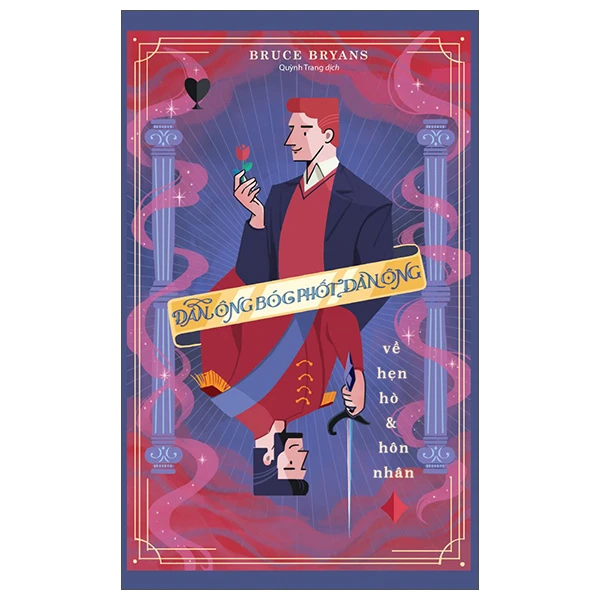 BRUCE BRYANS
Quỳnh Trang dịch
ĐÀN ÔNG BÓC PHỐT ĐÀN ÔNG
về
hẹn
hò
&
hôn
nhân